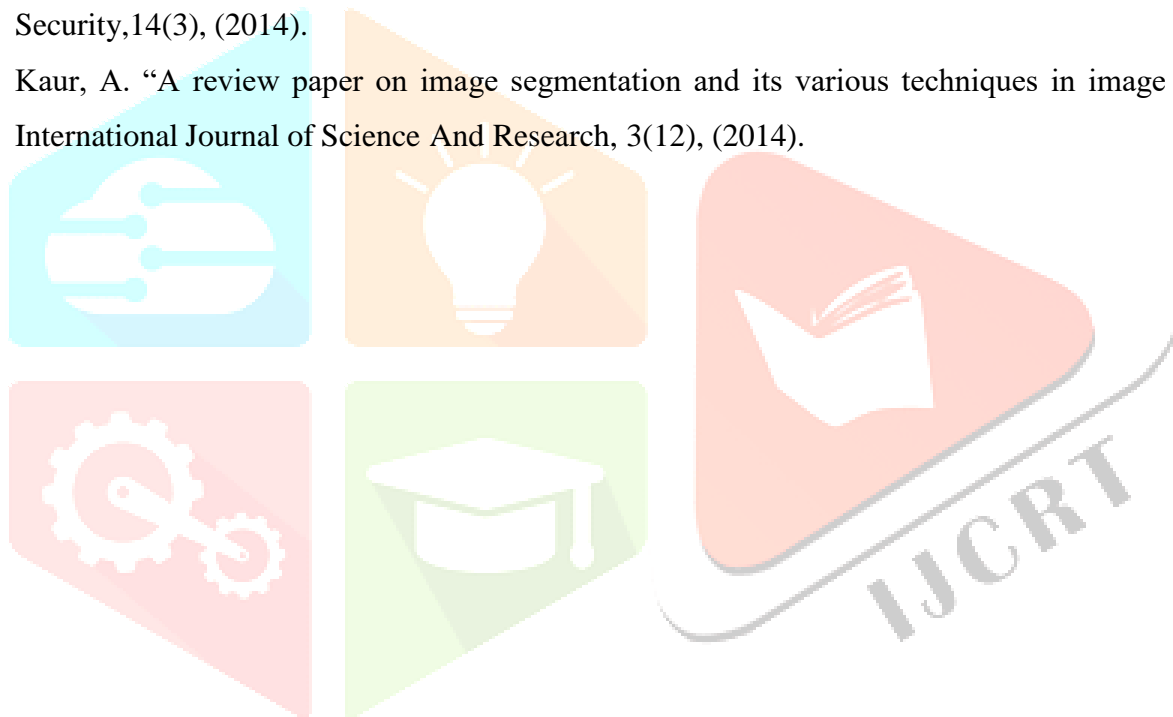 Security,14(3), (2014).
Kaur, A. “A review paper on image segmentation and its various techniques in image
International Journal of Science And Research, 3(12), (2014).
IJCRT